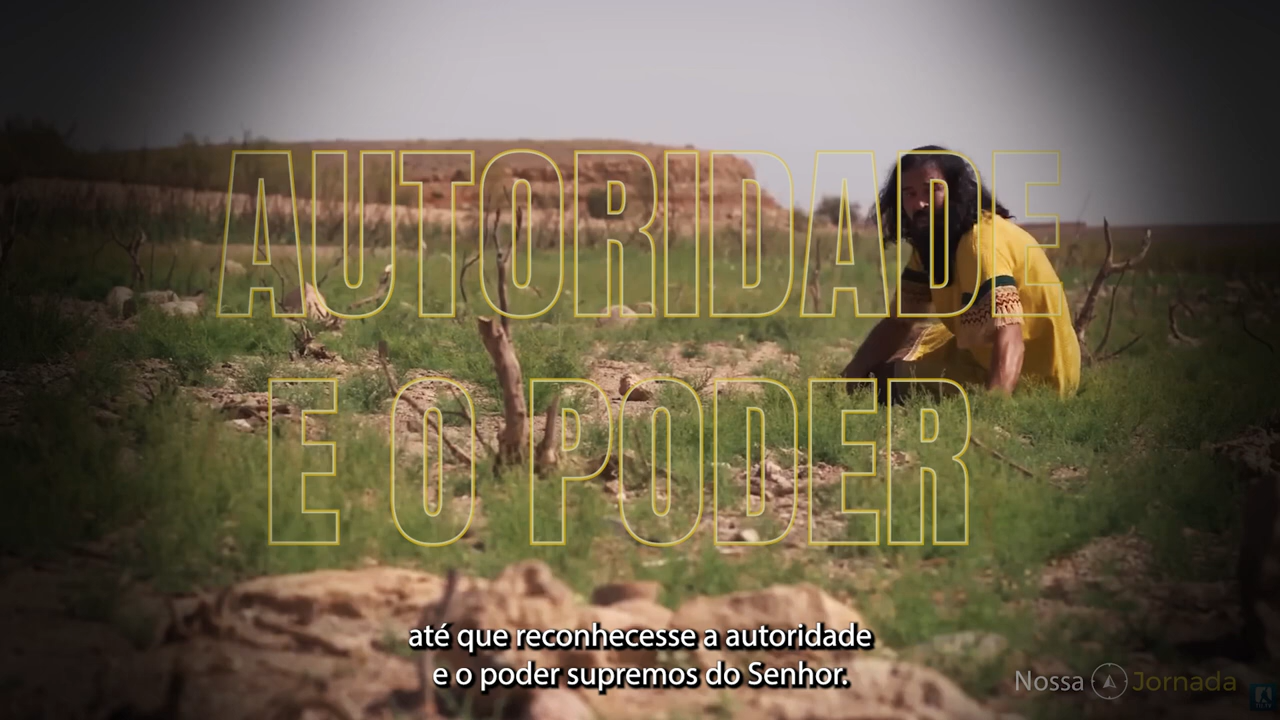 AUTORIDADE
E O PODER
até que reconhecesse a autoridade
e o poder supremos do Senhor.
Nossa Jornada